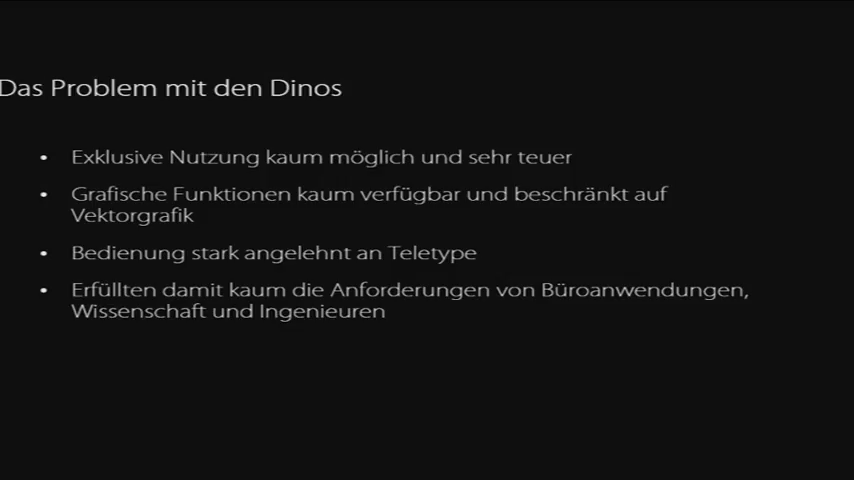 Das Problem mit den Dinos
• Exklusive Nutzung kaum möglich und sehr teuer
• Grafische Funktionen kaum verfügbar und beschränkt auf
Vektorgrafik
• Bedienung stark angelehnt an Teletype
• Erfüllten damit kaum die Anforderungen von Büroanwendungen,
Wissenschaft und Ingenieuren